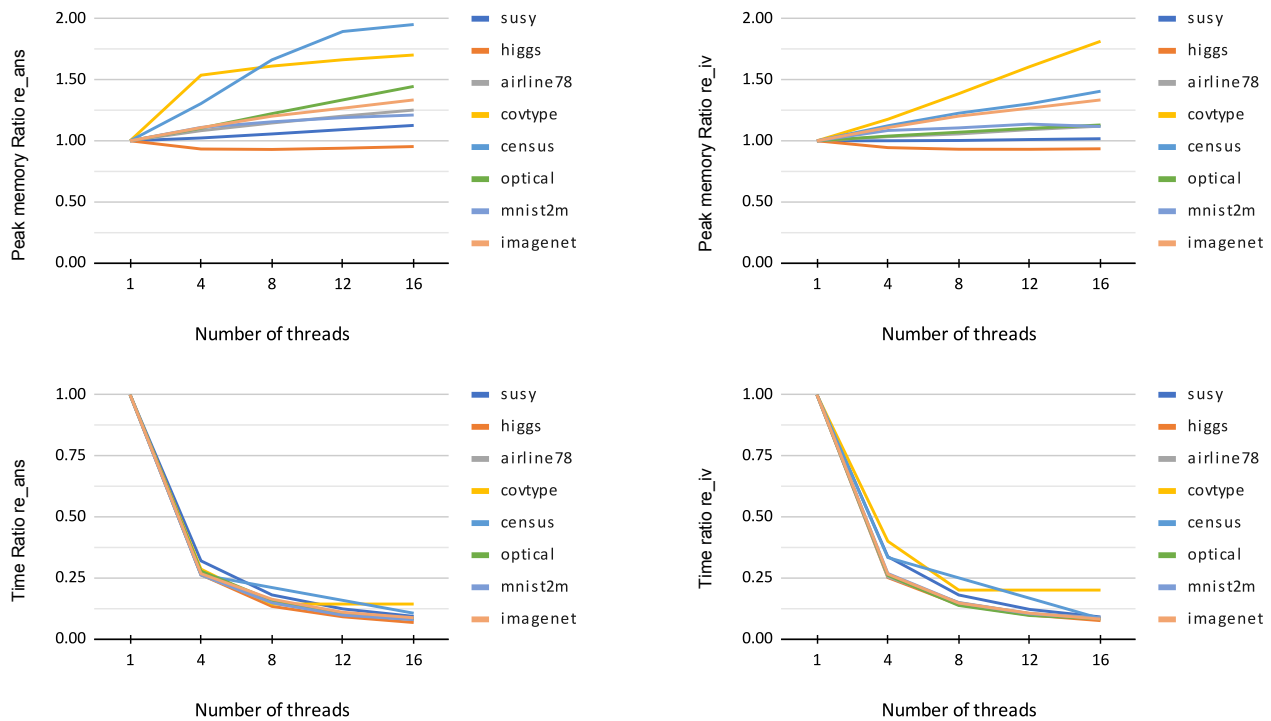 Peak memory Ratio re_ans
2.00
1.50
1.00
0.50
0.00
1 4 8 12 16
Number of threads
susy
higgs
airline78
covtype
census
optical
mnist2m
imagenet
Peak memory Ratio re_iv
2.00
1.50
1.00
0.50
0.00
1 4 8 12 16
Number of threads
susy
higgs
airline78
covtype
census
optical
mnist2m
imagenet
Time Ratio re_ans
1.00
0.75
0.50
0.25
0.00
1 4 8 12 16
Number of threads
susy
higgs
airline78
covtype
census
optical
mnist2m
imagenet
Time ratio re_iv
1.00
0.75
0.50
0.25
0.00
1 4 8 12 16
Number of threads
susy
higgs
airline78
covtype
census
optical
mnist2m
imagenet